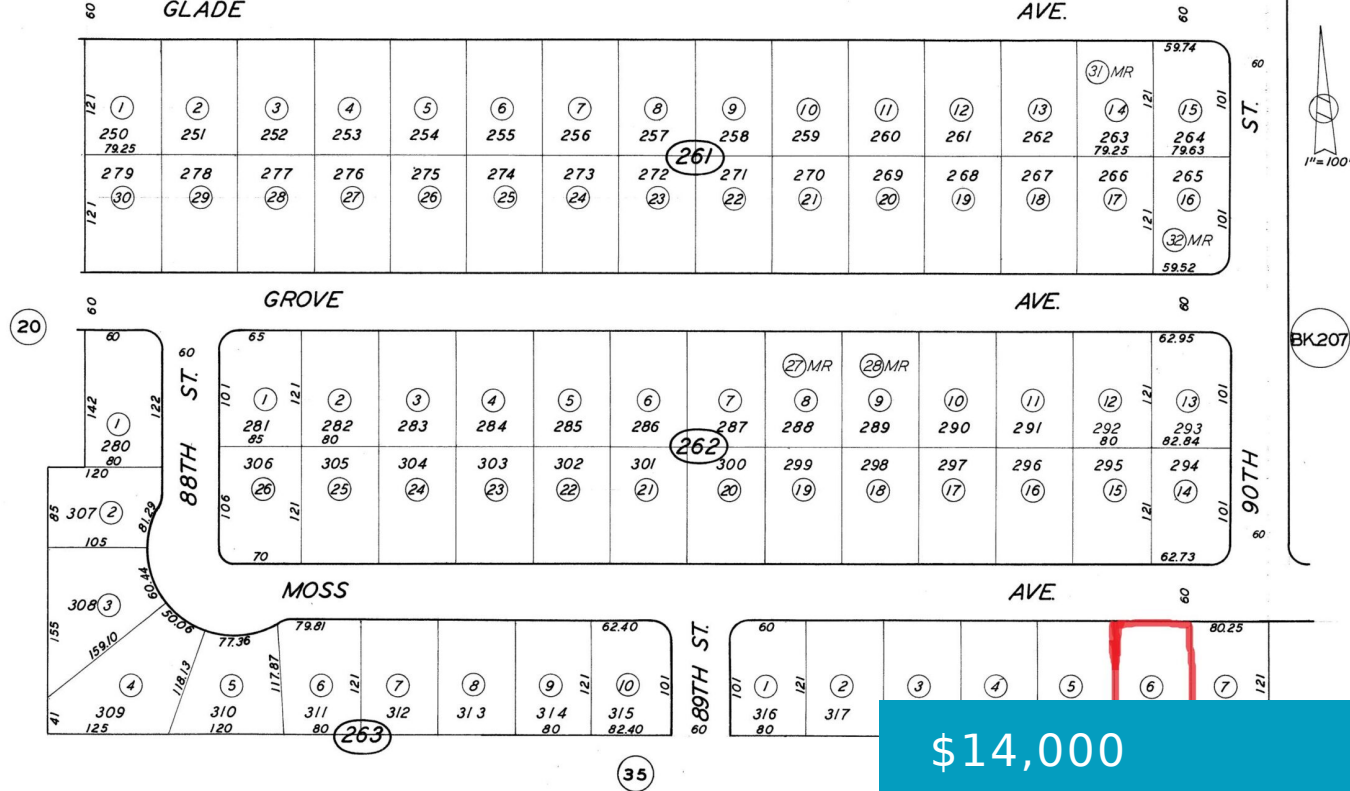 60 GLADE AVE. 60
59.74
60
31 MR
121 1 2 3 4 5 6 7 8 9 10 11 12 13 14 121 15 101 ST.
250 251 252 253 254 255 256 257 258 259 260 261 262 263 264
79.25 261 79.25 79.63
1"=100'
279 278 277 276 275 274 273 272 271 270 269 268 267 266 265
121 30 29 28 27 26 25 24 23 22 21 20 19 18 17 121 16 101
32 MR
59.52
60 GROVE AVE. 60
20
BK.207
60 65 62.95
60
27 MR 28 MR
142 122 88TH ST. 101 1 121 2 3 4 5 6 7 8 9 10 11 12 121 13 101
281 282 283 284 285 286 287 288 289 290 291 292 293
85 80 262 80 82.84
1
280
80
306 305 304 303 302 301 300 299 298 297 296 295 294
106 26 121 25 24 23 22 21 20 19 18 17 16 15 121 14 101 90TH
120
85 307 2 81.29
105
60
70 62.73
MOSS AVE. 60
308 3 60.44
155 159.10 50.06 77.36 79.81 62.40 60 80.25
4 118.13 5 117.87 6 121 7 8 9 121 10 101 89TH ST. 101 1 121 2 3 4 5 6 7 121
41 309 310 311 312 313 314 315 316 317
125 120 80 263 80 82.40 60 80
35
$14,000